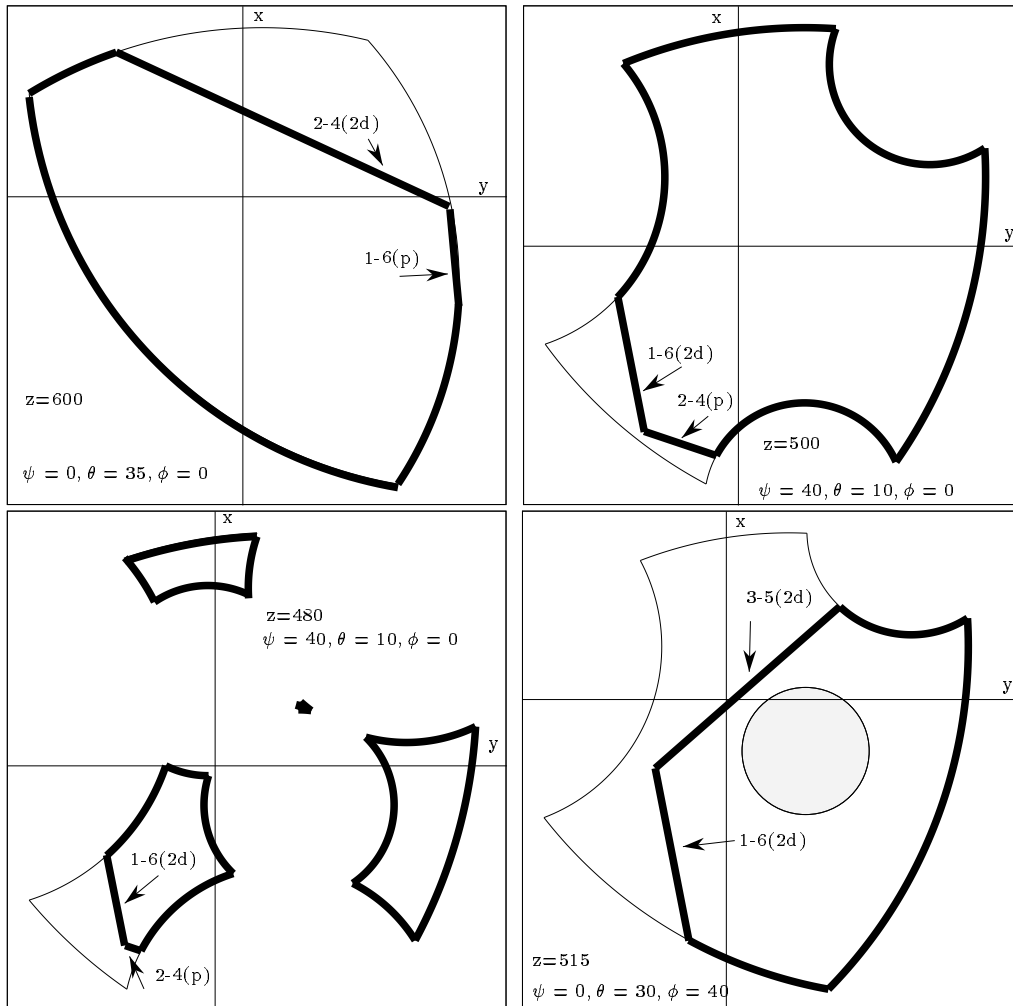 x
2-4(2d)
y
1-6(p)
z=600
ψ = 0, θ = 35, ϕ = 0
x
y
1-6(2d)
2-4(p)
z=500
ψ = 40, θ = 10, ϕ = 0
x
z=480
ψ = 40, θ = 10, ϕ = 0
y
1-6(2d)
2-4(p)
x
3-5(2d)
y
1-6(2d)
z=515
ψ = 0, θ = 30, ϕ = 40